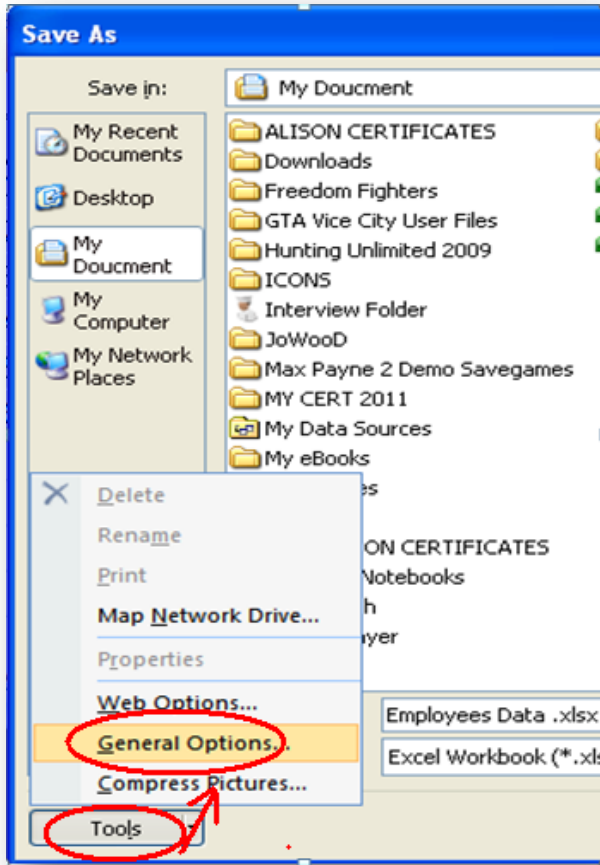 Save As
Save in:
My Doucment
My Recent
Documents
Desktop
My
Doucment
My
Computer
My Network
Places
ALISON CERTIFICATES
Downloads
Freedom Fighters
GTA Vice City User Files
Hunting Unlimited 2009
ICONS
Interview Folder
JoWooD
Max Payne 2 Demo Savegames
MY CERT 2011
My Data Sources
My eBooks
es
ON CERTIFICATES
Notebooks
h
yer
Delete
Rename
Print
Map Network Drive...
Properties
Web Options...
General Options...
Compress Pictures...
Employees Data .xlsx
Excel Workbook (*.xls
Tools